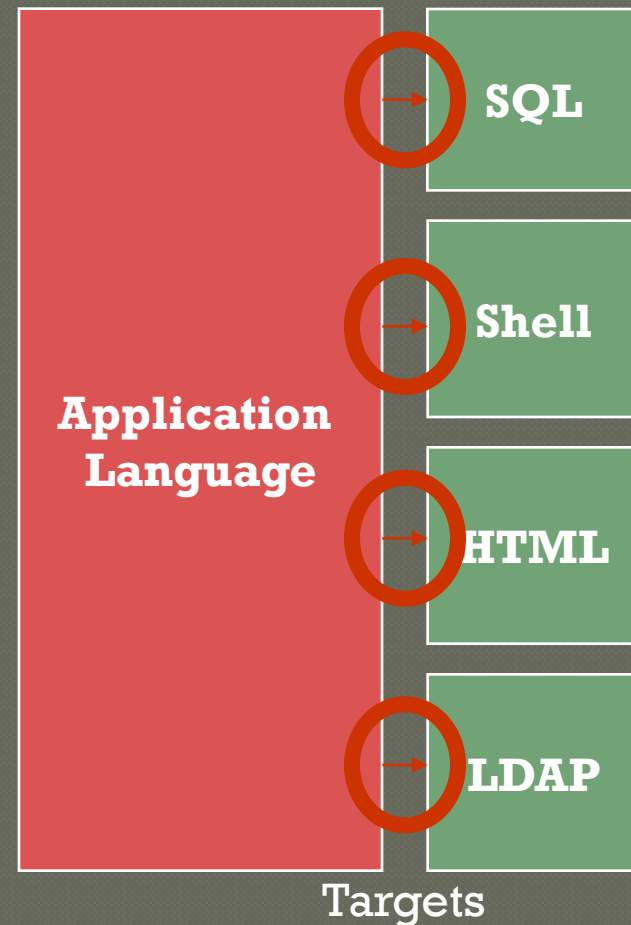 SQL
Shell
Application
Language
HTML
LDAP
Targets